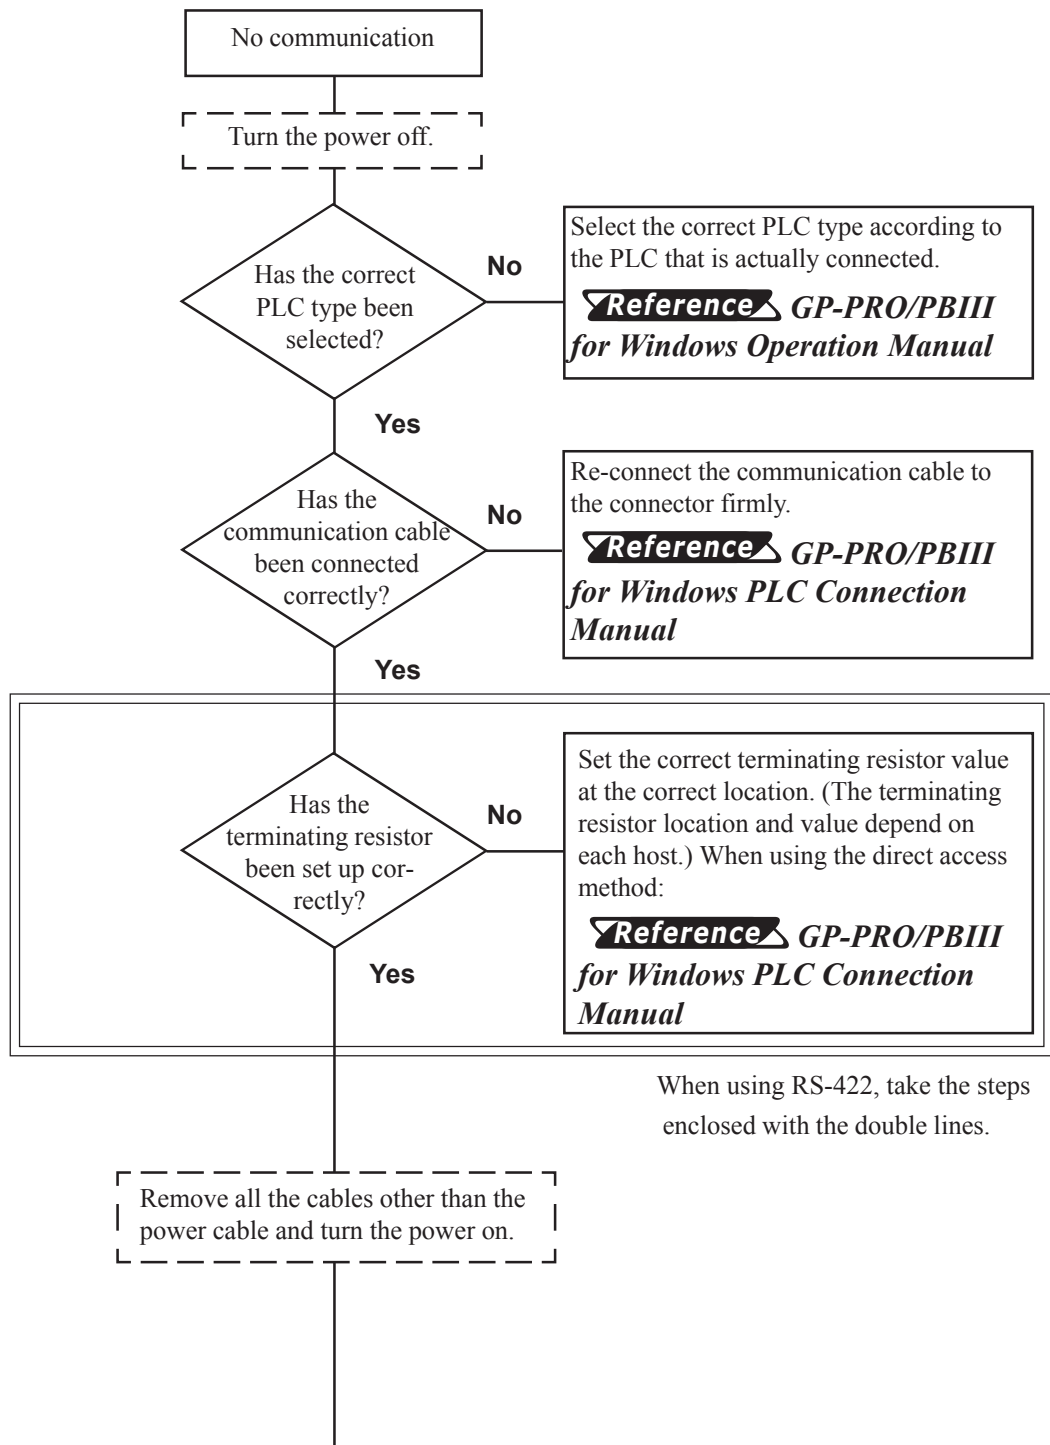 No communication
Turn the power off.
Has the correct
PLC type been
selected?
No
Select the correct PLC type according to
the PLC that is actually connected.
Reference GP-PRO/PBIII
for Windows Operation Manual
Yes
Has the
communication cable
been connected
correctly?
No
Re-connect the communication cable to
the connector firmly.
Reference GP-PRO/PBIII
for Windows PLC Connection
Manual
Yes
Has the
terminating resistor
been set up cor-
rectly?
No
Set the correct terminating resistor value
at the correct location. (The terminating
resistor location and value depend on
each host.) When using the direct access
method:
Reference GP-PRO/PBIII
for Windows PLC Connection
Manual
Yes
When using RS-422, take the steps
enclosed with the double lines.
Remove all the cables other than the
power cable and turn the power on.